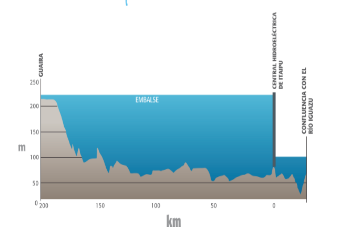 GUAIRA
CENTRAL HIDROELÉCTRICA
DE ITAIPU
CONFLUENCIA CON EL
RÍO IGUAZU
EMBALSE
250
200
150
100
50
0
m
200
150
100
50
0
km